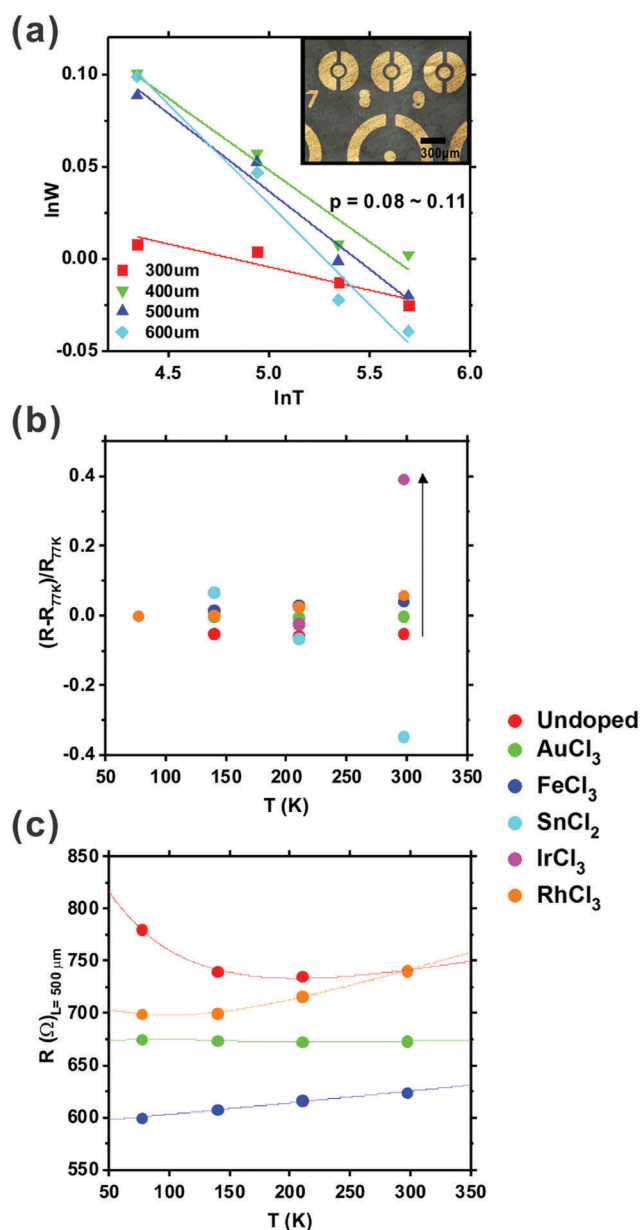 (a)
lnW
0.10
0.05
0.00
-0.05
4.5 5.0 5.5 6.0
lnT
300um
400um
500um
600um
7 8 9
300μm
p = 0.08 ~ 0.11
(b)
(R-R77K)/R77K
0.4
0.2
0.0
-0.2
-0.4
50 100 150 200 250 300 350
T (K)
Undoped
AuCl3
FeCl3
SnCl2
IrCl3
RhCl3
(c)
R (Ω)L= 500 μm
850
800
750
700
650
600
550
50 100 150 200 250 300 350
T (K)